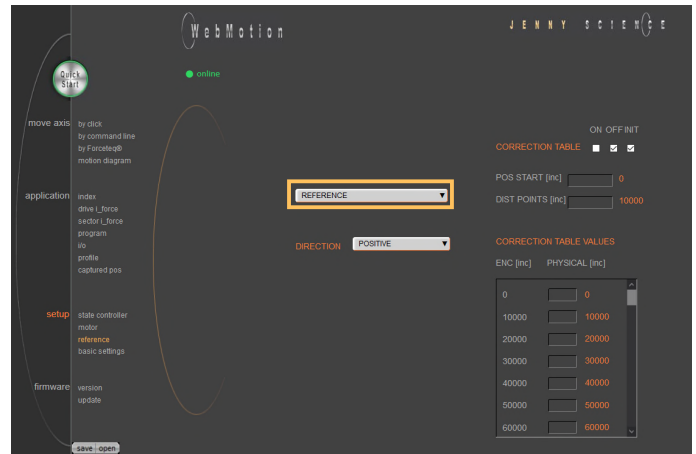 WebMotion
JENNY SCIENCE
Quick
Start
online
move axis
by click
by command line
by Forceteq®
motion diagram
application
index
drive i_force
sector i_force
program
i/o
profile
captured pos
setup
state controller
motor
reference
basic settings
firmware
version
update
save open
REFERENCE
DIRECTION POSITIVE
ON OFF INIT
CORRECTION TABLE
POS START [inc] 0
DIST POINTS [inc] 10000
CORRECTION TABLE VALUES
ENC [inc] PHYSICAL [inc]
0 0
10000 10000
20000 20000
30000 30000
40000 40000
50000 50000
60000 60000